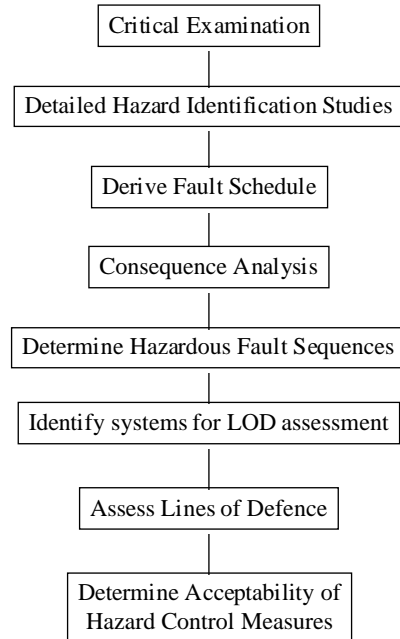 Critical Examination
Detailed Hazard Identification Studies
Derive Fault Schedule
Consequence Analysis
Determine Hazardous Fault Sequences
Identify systems for LOD assessment
Assess Lines of Defence
Determine Acceptability of
Hazard Control Measures